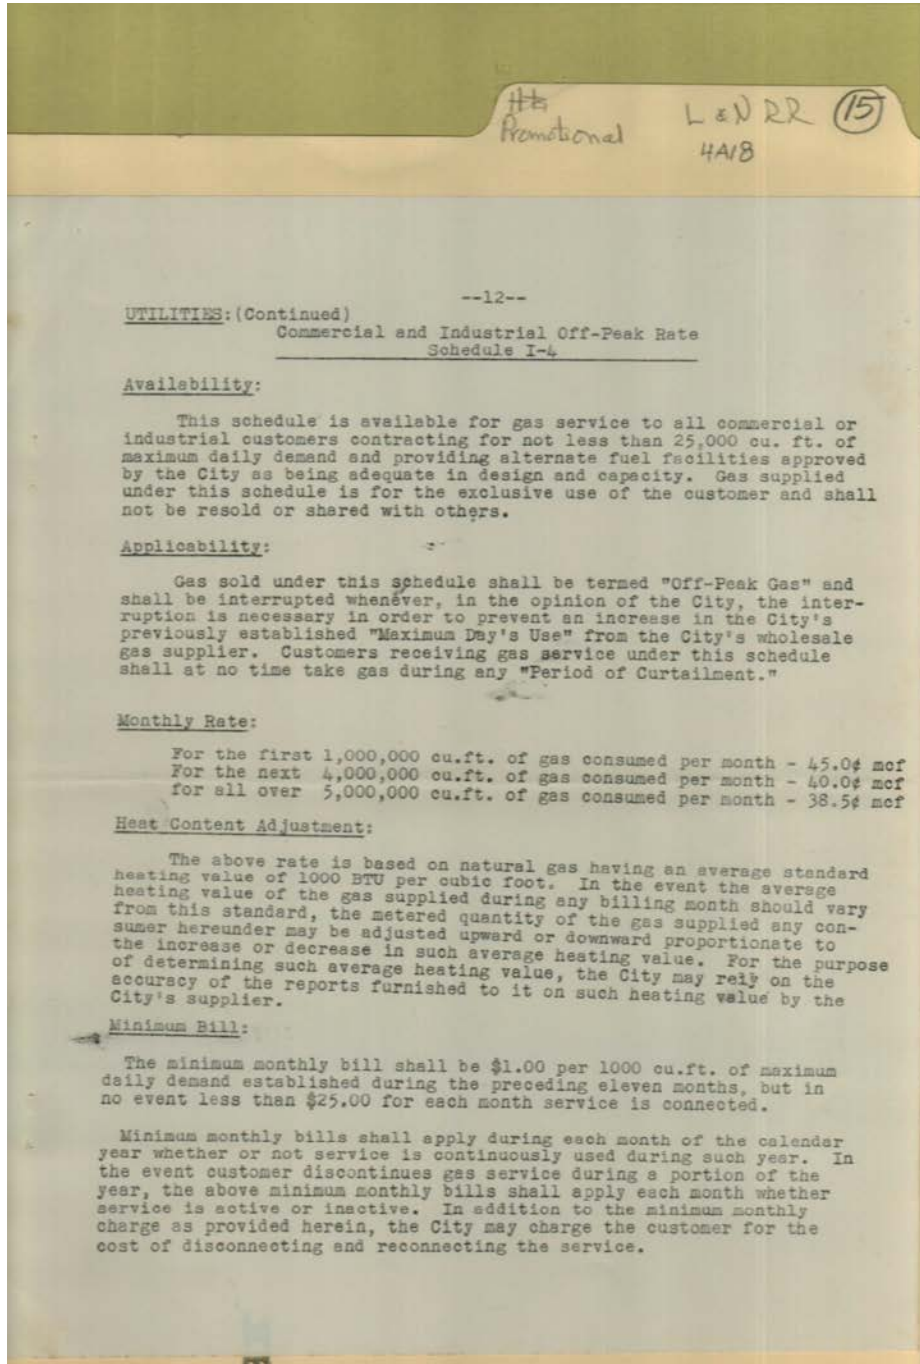 Promotional
L & N RR
15
4A18
--12--
UTILITIES:(Continued)
Commercial and Industrial Off-Peak Rate
Schedule I-4
Availability:
This schedule is available for gas service to all commercial or
industrial customers contracting for not less than 25,000 cu. ft. of
maximum daily demand and providing alternate fuel facilities approved
by the City as being adequate in design and capacity. Gas supplied
under this schedule is for the exclusive use of the customer and shall
not be resold or shared with others.
Applicability:
Gas sold under this schedule shall be termed "Off-Peak Gas" and
shall be interrupted whenever, in the opinion of the City, the inter-
ruption is necessary in order to prevent an increase in the City's
previously established "Maximum Day's Use" from the City's wholesale
gas supplier. Customers receiving gas service under this schedule
shall at no time take gas during any "Period of Curtailment."
Monthly Rate:
For the first 1,000,000 cu.ft. of gas consumed per month - 45.0¢ mcf
For the next 4,000,000 cu.ft. of gas consumed per month - 40.0¢ mcf
for all over 5,000,000 cu.ft. of gas consumed per month - 38.5¢ mcf
Heat Content Adjustment:
The above rate is based on natural gas having an average standard
heating value of 1000 BTU per cubic foot. In the event the average
heating value of the gas supplied during any billing month should vary
from this standard, the metered quantity of the gas supplied any con-
sumer hereunder may be adjusted upward or downward proportionate to
the increase or decrease in such average heating value. For the purpose
of determining such average heating value, the City may rely on the
accuracy of the reports furnished to it on such heating value by the
City's supplier.
Minimum Bill:
The minimum monthly bill shall be $1.00 per 1000 cu.ft. of maximum
daily demand established during the preceding eleven months, but in
no event less than $25.00 for each month service is connected.
Minimum monthly bills shall apply during each month of the calendar
year whether or not service is continuously used during such year. In
the event customer discontinues gas service during a portion of the
year, the above minimum monthly bills shall apply each month whether
service is active or inactive. In addition to the minimum monthly
charge as provided herein, the City may charge the customer for the
cost of disconnecting and reconnecting the service.